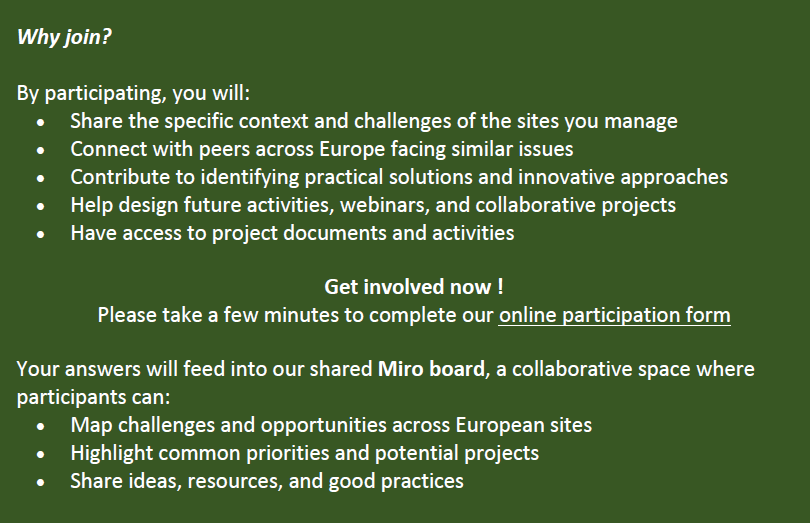 Why join?
By participating, you will:
• Share the specific context and challenges of the sites you manage
• Connect with peers across Europe facing similar issues
• Contribute to identifying practical solutions and innovative approaches
• Help design future activities, webinars, and collaborative projects
• Have access to project documents and activities
Get involved now !
Please take a few minutes to complete our online participation form
Your answers will feed into our shared Miro board, a collaborative space where
participants can:
• Map challenges and opportunities across European sites
• Highlight common priorities and potential projects
• Share ideas, resources, and good practices